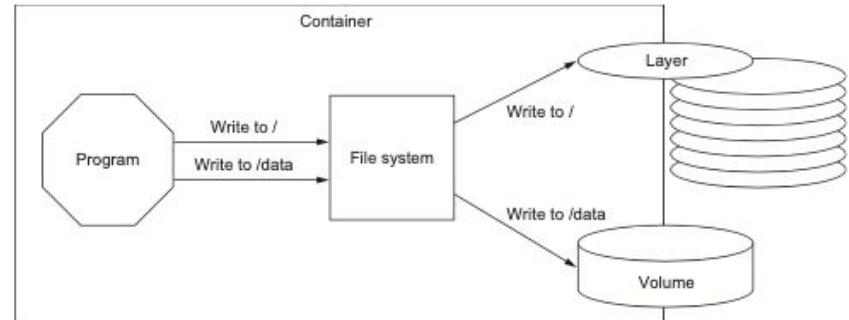 Container
Layer
Write to /
Write to /
Program
File system
Write to /data
Write to /data
Volume